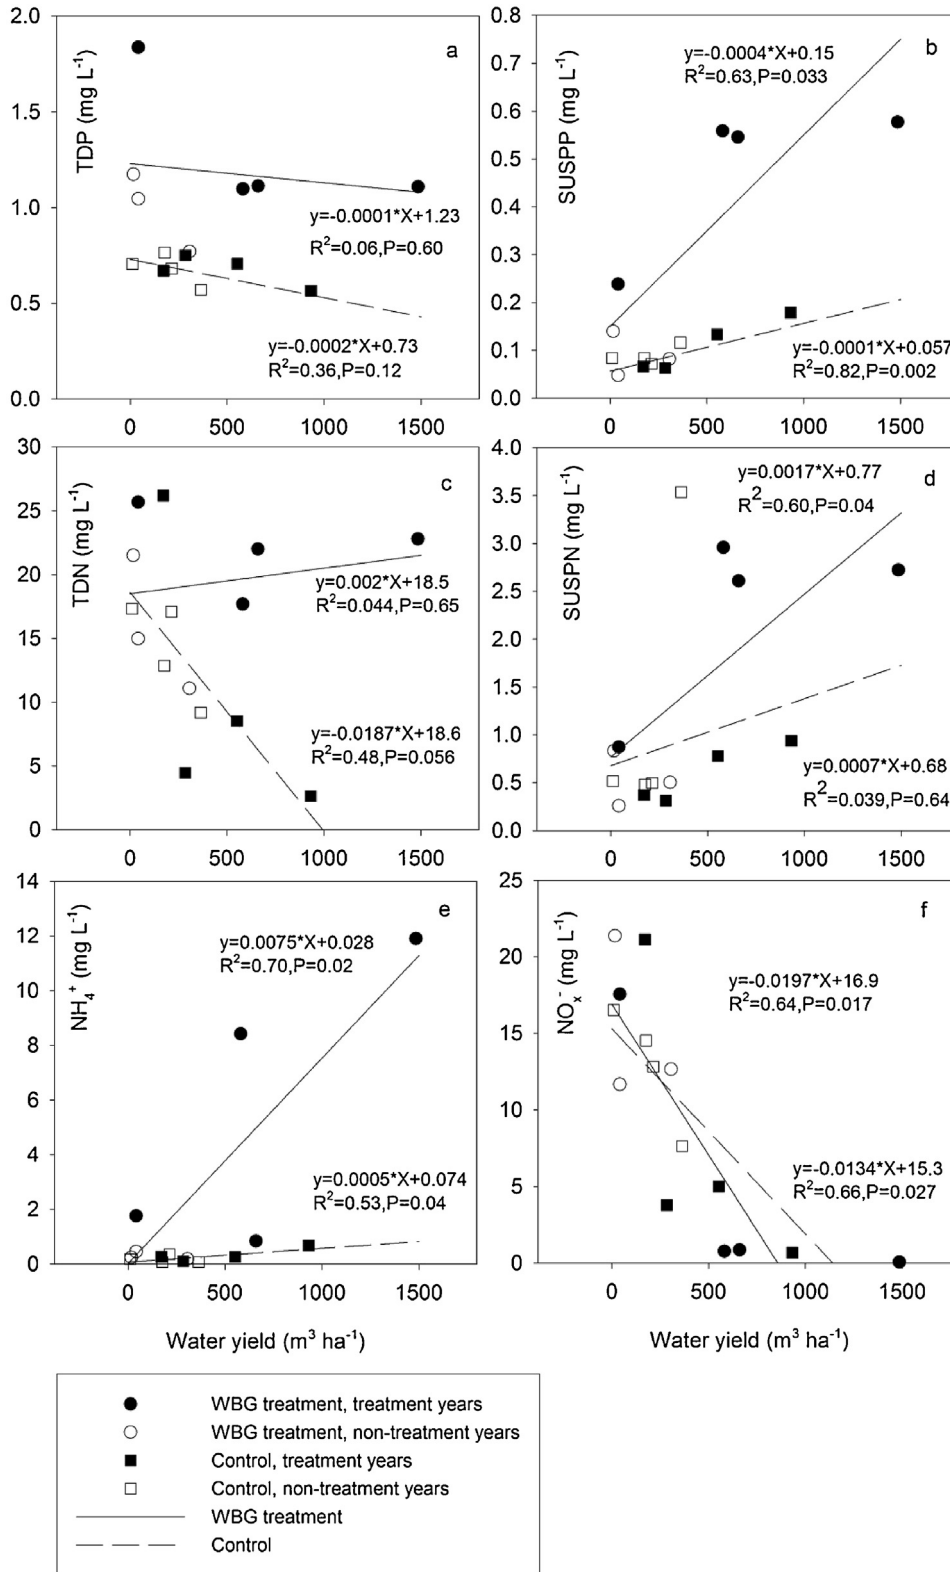 2.0
1.5
1.0
0.5
0.0
TDP (mg L⁻¹)
a
y=-0.0001*X+1.23
R²=0.06,P=0.60
y=-0.0002*X+0.73
R²=0.36,P=0.12
0 500 1000 1500
0.8
0.7
0.6
0.5
0.4
0.3
0.2
0.1
0.0
SUSPP (mg L⁻¹)
b
y=-0.0004*X+0.15
R²=0.63,P=0.033
y=-0.0001*X+0.057
R²=0.82,P=0.002
0 500 1000 1500
30
25
20
15
10
5
0
TDN (mg L⁻¹)
c
y=0.002*X+18.5
R²=0.044,P=0.65
y=-0.0187*X+18.6
R²=0.48,P=0.056
0 500 1000 1500
4.0
3.5
3.0
2.5
2.0
1.5
1.0
0.5
0.0
SUSPN (mg L⁻¹)
d
y=0.0017*X+0.77
R²=0.60,P=0.04
y=0.0007*X+0.68
R²=0.039,P=0.64
0 500 1000 1500
14
12
10
8
6
4
2
0
NH₄⁺ (mg L⁻¹)
e
y=0.0075*X+0.028
R²=0.70,P=0.02
y=0.0005*X+0.074
R²=0.53,P=0.04
0 500 1000 1500
Water yield (m³ ha⁻¹)
25
20
15
10
5
0
NOₓ⁻ (mg L⁻¹)
f
y=-0.0197*X+16.9
R²=0.64,P=0.017
y=-0.0134*X+15.3
R²=0.66,P=0.027
0 500 1000 1500
Water yield (m³ ha⁻¹)
WBG treatment, treatment years
WBG treatment, non-treatment years
Control, treatment years
Control, non-treatment years
WBG treatment
Control